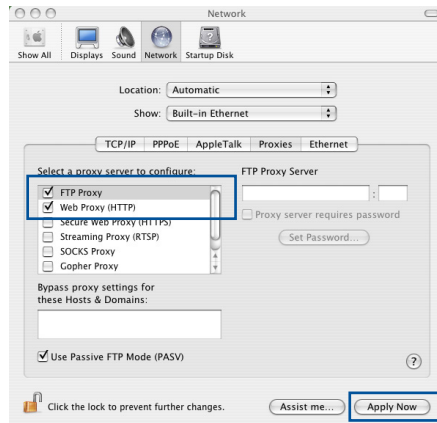 Network
Show All Displays Sound Network Startup Disk
Location: Automatic
Show: Built-in Ethernet
TCP/IP PPPoE AppleTalk Proxies Ethernet
Select a proxy server to configure: FTP Proxy Server
FTP Proxy
:
Web Proxy (HTTP)
Proxy server requires password
Secure Web Proxy (HTTPS)
Streaming Proxy (RTSP)
Set Password...
SOCKS Proxy
Gopher Proxy
Bypass proxy settings for
these Hosts & Domains:
Use Passive FTP Mode (PASV)
?
Click the lock to prevent further changes.
Assist me...
Apply Now